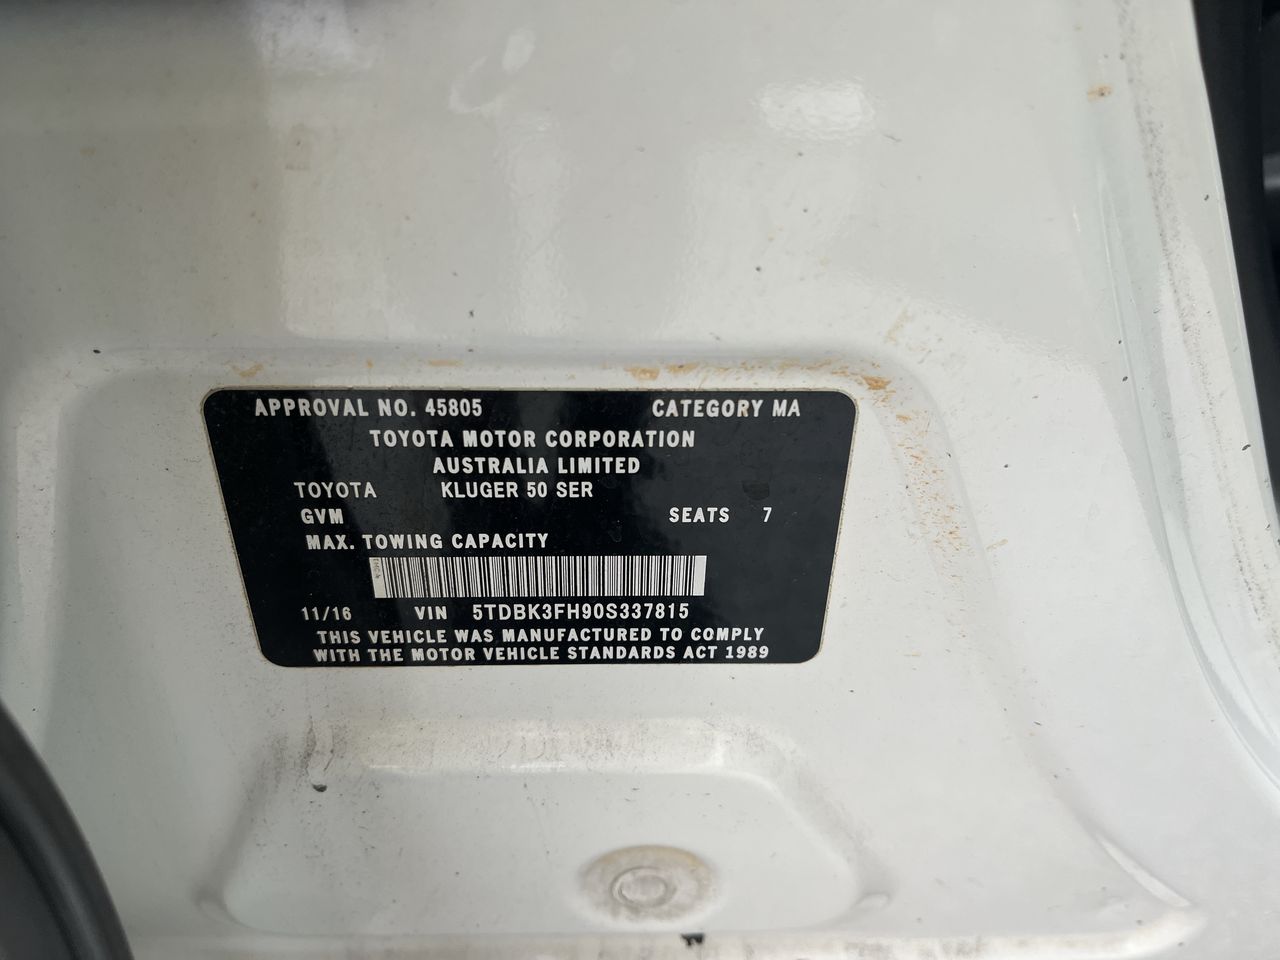 APPROVAL NO. 45805 CATEGORY MA
TOYOTA MOTOR CORPORATION
AUSTRALIA LIMITED
TOYOTA KLUGER 50 SER
GVM SEATS 7
MAX. TOWING CAPACITY
11/16 VIN 5TDBK3FH90S337815
THIS VEHICLE WAS MANUFACTURED TO COMPLY
WITH THE MOTOR VEHICLE STANDARDS ACT 1989